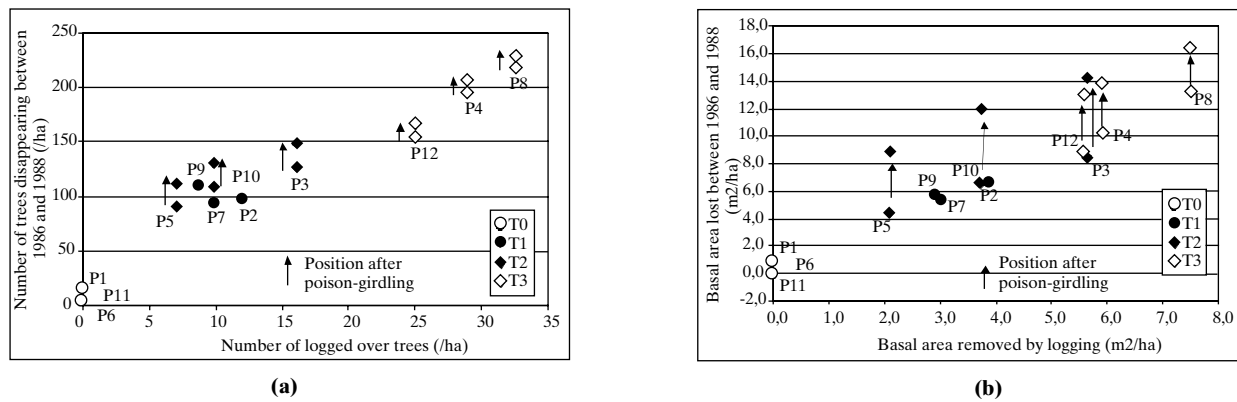 Number of trees disappearing between
1986 and 1988 (/ha)
250
200
150
100
50
0
0 5 10 15 20 25 30 35
Number of logged over trees (/ha)
P1
P11
P6
P5
P9
P7
P10
P2
P3
P12
P4
P8
T0
T1
T2
T3
Position after
poison-girdling
(a)
Basal area lost between 1986 and 1988
(m2/ha)
18,0
16,0
14,0
12,0
10,0
8,0
6,0
4,0
2,0
0,0
-2,0
0,0 1,0 2,0 3,0 4,0 5,0 6,0 7,0 8,0
Basal area removed by logging (m2/ha)
P1
P6
P11
P5
P9
P7
P10
P2
P12
P3
P4
P8
T0
T1
T2
T3
Position after
poison-girdling
(b)